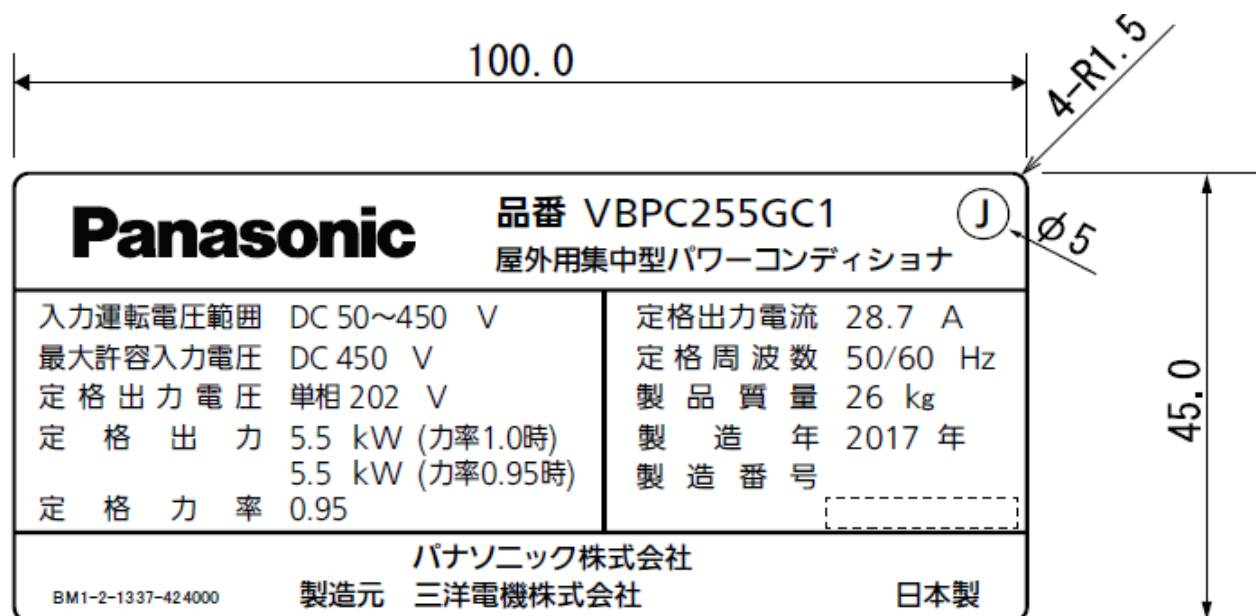 100.0
4-R1.5
Panasonic
品番 VBPC255GC1
屋外用集中型パワーコンディショナ
J
φ5
入力運転電圧範囲 DC 50～450 V
最大許容入力電圧 DC 450 V
定格出力電圧 単相 202 V
定格出力 5.5 kW (力率1.0時)
5.5 kW (力率0.95時)
定格力率 0.95
定格出力電流 28.7 A
定格周波数 50/60 Hz
製品質量 26 kg
製造年 2017 年
製造番号
45.0
パナソニック株式会社
BM1-2-1337-424000 製造元 三洋電機株式会社 日本製